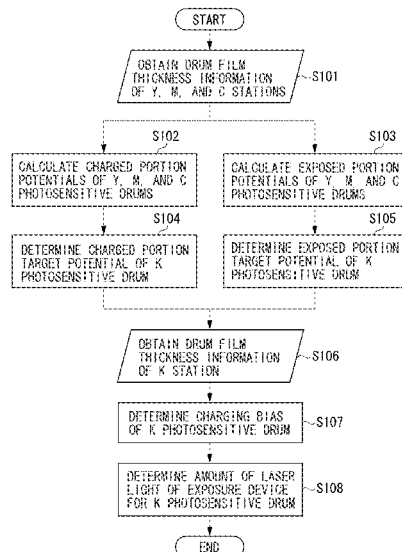 START
OBTAIN DRUM FILM
THICKNESS INFORMATION
OF Y, M, AND C STATIONS
S101
S102
CALCULATE CHARGED PORTION
POTENTIALS OF Y, M, AND C
PHOTOSENSITIVE DRUMS
S103
CALCULATE EXPOSED PORTION
POTENTIALS OF Y, M, AND C
PHOTOSENSITIVE DRUMS
S104
DETERMINE CHARGED PORTION
TARGET POTENTIAL OF K
PHOTOSENSITIVE DRUM
S105
DETERMINE EXPOSED PORTION
TARGET POTENTIAL OF K
PHOTOSENSITIVE DRUM
OBTAIN DRUM FILM
THICKNESS INFORMATION
OF K STATION
S106
DETERMINE CHARGING BIAS
OF K PHOTOSENSITIVE DRUM
S107
DETERMINE AMOUNT OF LASER
LIGHT OF EXPOSURE DEVICE
FOR K PHOTOSENSITIVE DRUM
S108
END